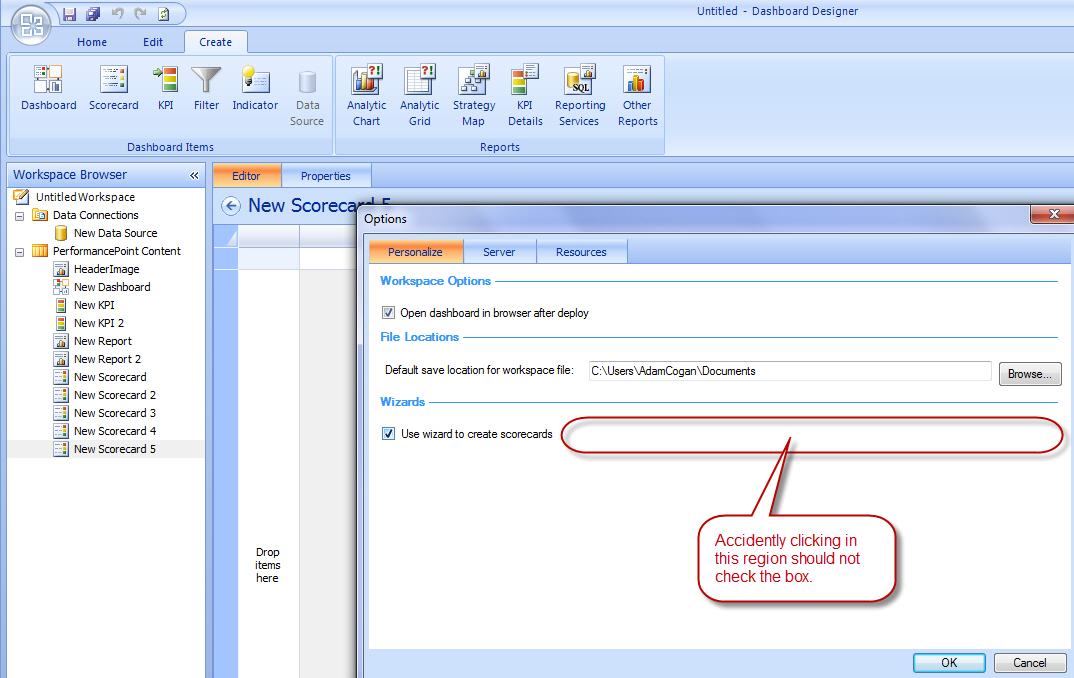 Untitled - Dashboard Designer
Home Edit Create
Dashboard Scorecard KPI Filter Indicator Data Source
Analytic Chart Analytic Grid Strategy Map KPI Details Reporting Services Other Reports
Dashboard Items Reports
Workspace Browser «
Editor Properties
Untitled Workspace
Data Connections
New Data Source
PerformancePoint Content
HeaderImage
New Dashboard
New KPI
New KPI 2
New Report
New Report 2
New Scorecard
New Scorecard 2
New Scorecard 3
New Scorecard 4
New Scorecard 5
New Scorecard 5
Drop
items
here
Options
Personalize Server Resources
Workspace Options
Open dashboard in browser after deploy
File Locations
Default save location for workspace file: C:\Users\AdamCogan\Documents Browse...
Wizards
Use wizard to create scorecards
Accidently clicking in
this region should not
check the box.
OK Cancel